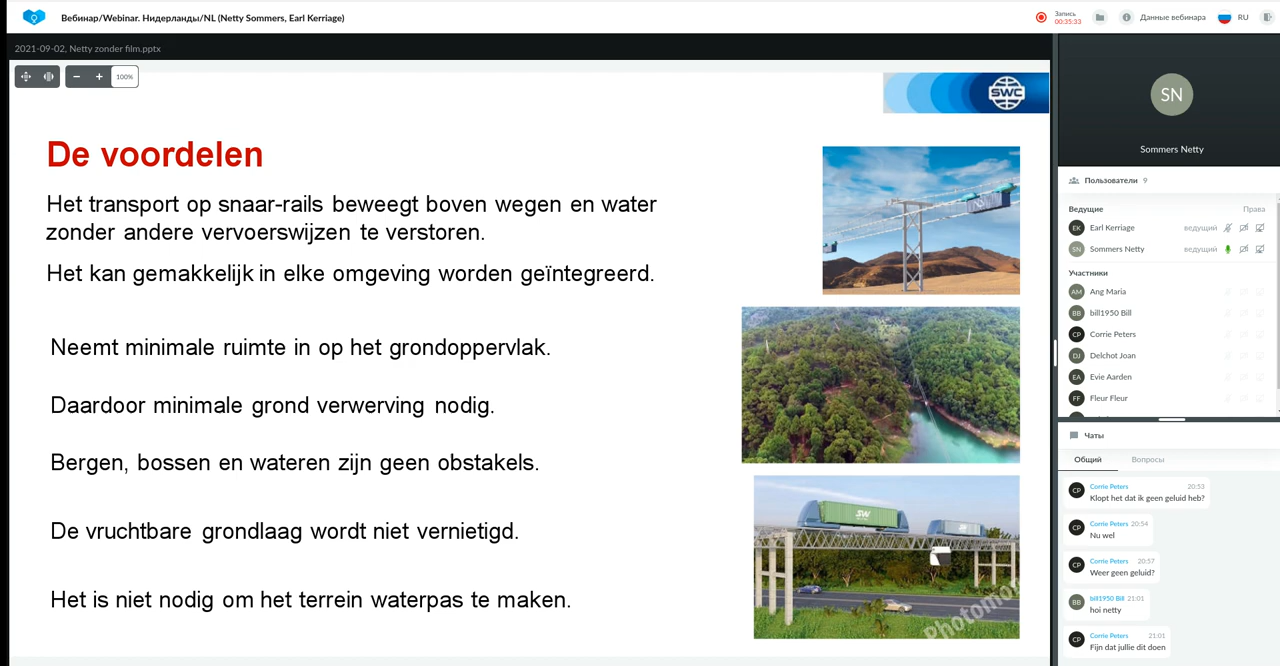 Вебинар/Webinar. Нидерланды/NL (Netty Sommers, Earl Kerriage)
Запись
00:35:33
Данные вебинара
RU
2021-09-02, Netty zonder film.pptx
100%
SWC
De voordelen
Het transport op snaar-rails beweegt boven wegen en water
zonder andere vervoerswijzen te verstoren.
Het kan gemakkelijk in elke omgeving worden geïntegreerd.
Neemt minimale ruimte in op het grondoppervlak.
Daardoor minimale grond verwerving nodig.
Bergen, bossen en wateren zijn geen obstakels.
De vruchtbare grondlaag wordt niet vernietigd.
Het is niet nodig om het terrein waterpas te maken.
SW
SN
Sommers Netty
Пользователи 9
Ведущие Права
EK Earl Kerriage ведущий
SN Sommers Netty ведущий
Участники
AM Ang Maria
BB bill1950 Bill
CP Corrie Peters
DJ Delchot Joan
EA Evie Aarden
FF Fleur Fleur
Чаты
Общий Вопросы
CP Corrie Peters 20:53
Klopt het dat ik geen geluid heb?
CP Corrie Peters 20:54
Nu wel
CP Corrie Peters 20:57
Weer geen geluid?
BB bill1950 Bill 21:01
hoi netty
CP Corrie Peters 21:01
Fijn dat jullie dit doen